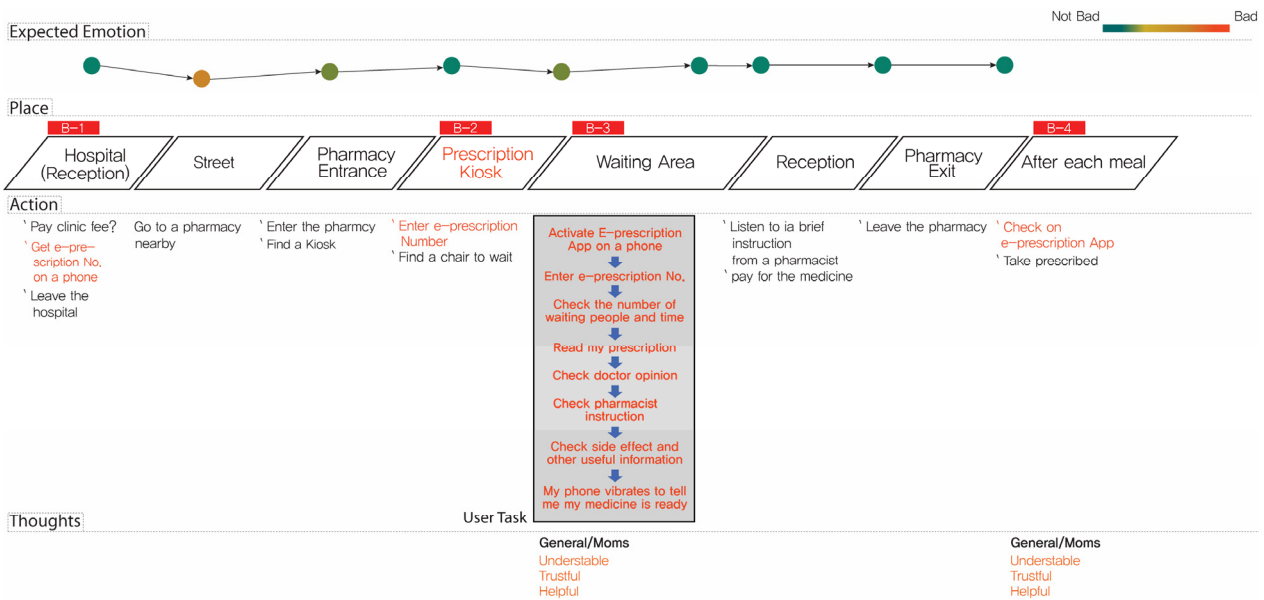 Not Bad
Bad
Expected Emotion
Place
B-1
B-2
B-3
B-4
Hospital
(Reception)
Street
Pharmacy
Entrance
Prescription
Kiosk
Waiting Area
Reception
Pharmacy
Exit
After each meal
Action
‵ Pay clinic fee?
‵ Get e-pre-
scription No.
on a phone
‵ Leave the
hospital
Go to a pharmacy
nearby
‵ Enter the pharmcy
‵ Find a Kiosk
‵ Enter e-prescription
Number
‵ Find a chair to wait
Activate E-prescription
App on a phone
Enter e-prescription No.
Check the number of
waiting people and time
Read my prescription
Check doctor opinion
Check pharmacist
instruction
Check side effect and
other useful information
My phone vibrates to tell
me my medicine is ready
‵ Listen to ia brief
instruction
from a pharmacist
‵ pay for the medicine
‵ Leave the pharmacy
‵ Check on
e-prescription App
‵ Take prescribed
User Task
Thoughts
General/Moms
Understable
Trustful
Helpful
General/Moms
Understable
Trustful
Helpful